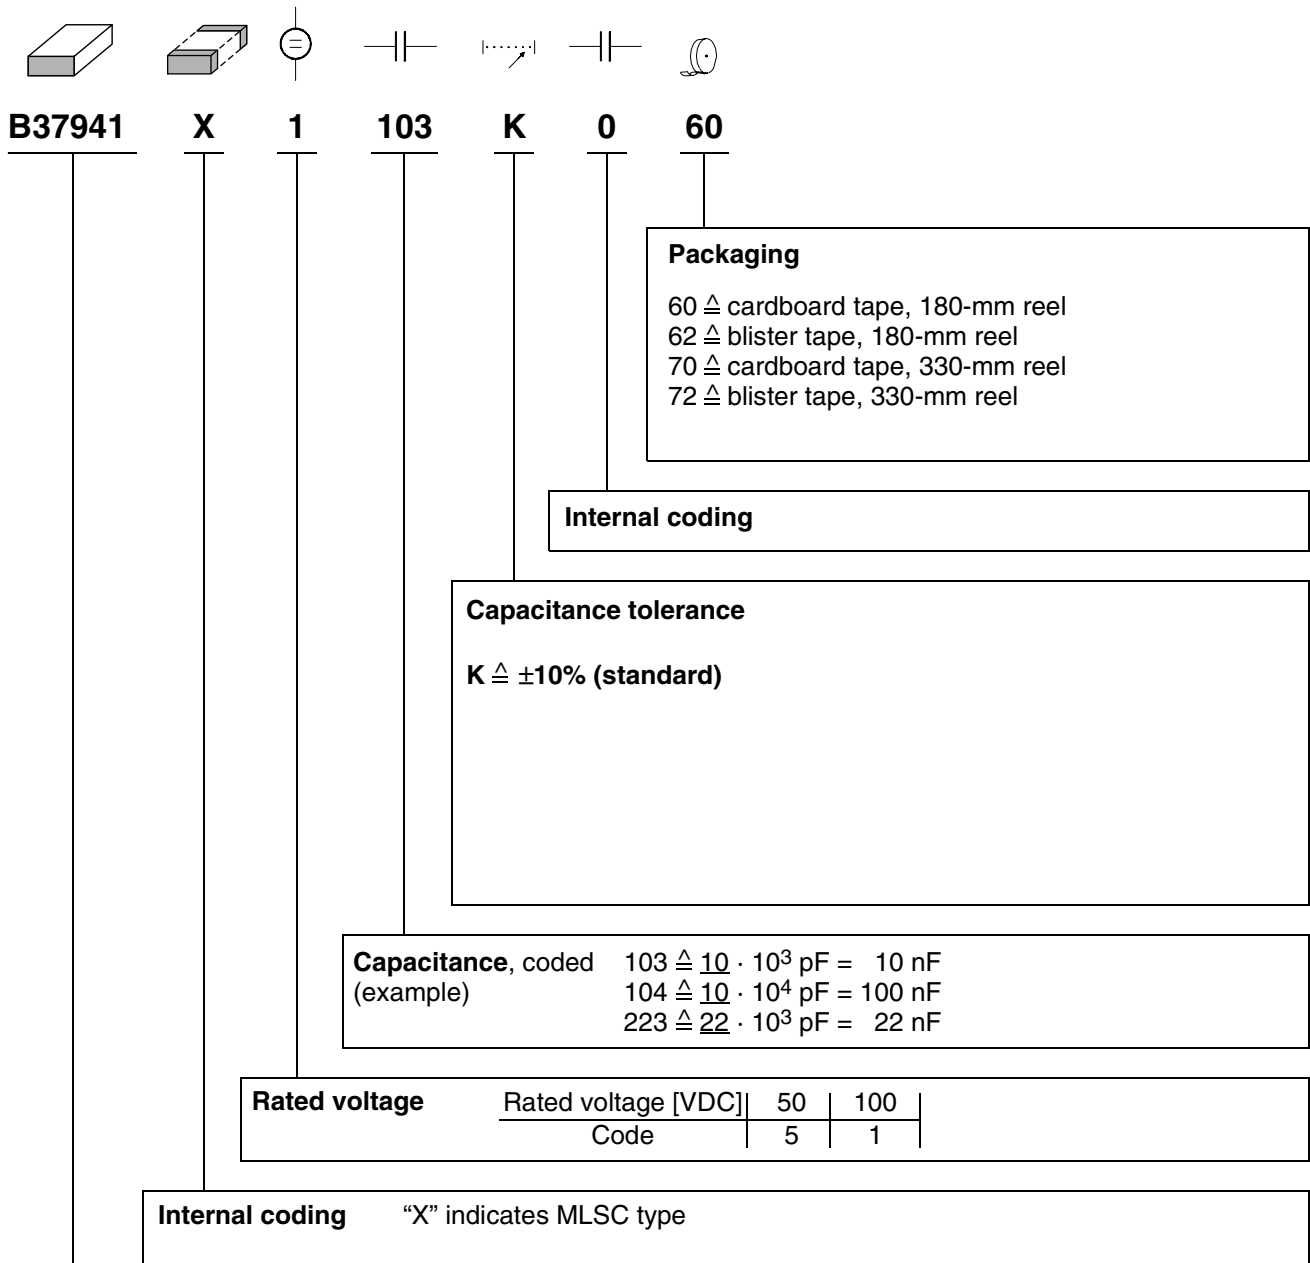 B37941 X 1 103 K 0 60
Packaging
60 ≙ cardboard tape, 180-mm reel
62 ≙ blister tape, 180-mm reel
70 ≙ cardboard tape, 330-mm reel
72 ≙ blister tape, 330-mm reel
Internal coding
Capacitance tolerance
K ≙ ±10% (standard)
Capacitance, coded 103 ≙ 10 · 10³ pF = 10 nF
(example) 104 ≙ 10 · 10⁴ pF = 100 nF
223 ≙ 22 · 10³ pF = 22 nF
Rated voltage Rated voltage [VDC] 50 100
Code 5 1
Internal coding “X” indicates MLSC type